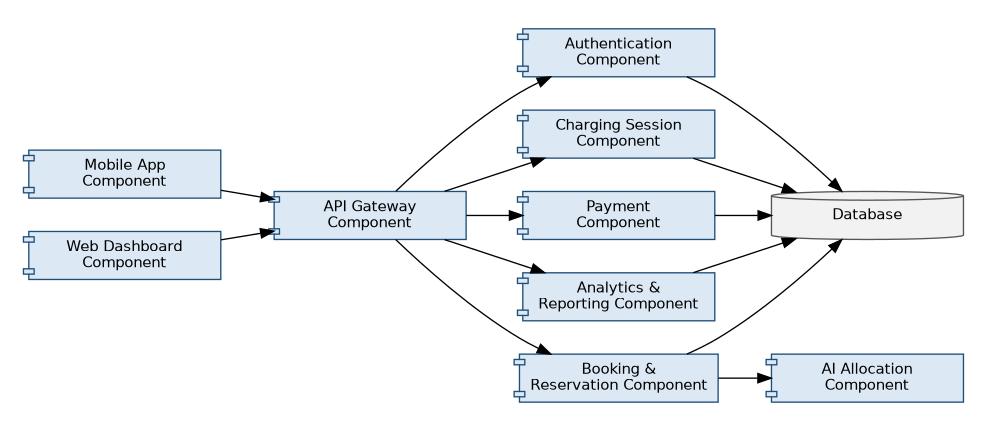 Mobile App
Component
Web Dashboard
Component
API Gateway
Component
Authentication
Component
Charging Session
Component
Payment
Component
Analytics &
Reporting Component
Booking &
Reservation Component
Database
AI Allocation
Component